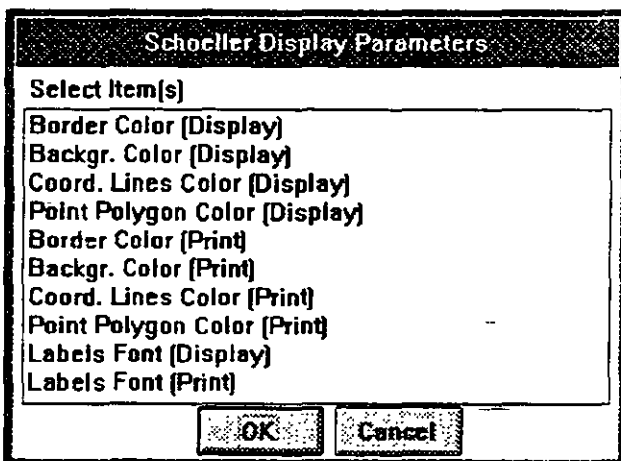 Schoeller Display Parameters
Select Item(s)
Border Color (Display)
Backgr. Color (Display)
Coord. Lines Color (Display)
Point Polygon Color (Display)
Border Color (Print)
Backgr. Color (Print)
Coord. Lines Color (Print)
Point Polygon Color (Print)
Labels Font (Display)
Labels Font (Print)
OK Cancel